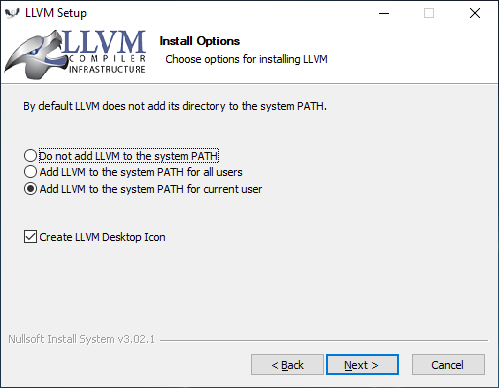 LLVM Setup
LLVM
COMPILER
INFRASTRUCTURE
Install Options
Choose options for installing LLVM
By default LLVM does not add its directory to the system PATH.
Do not add LLVM to the system PATH
Add LLVM to the system PATH for all users
Add LLVM to the system PATH for current user
Create LLVM Desktop Icon
Nullsoft Install System v3.02.1
< Back
Next >
Cancel